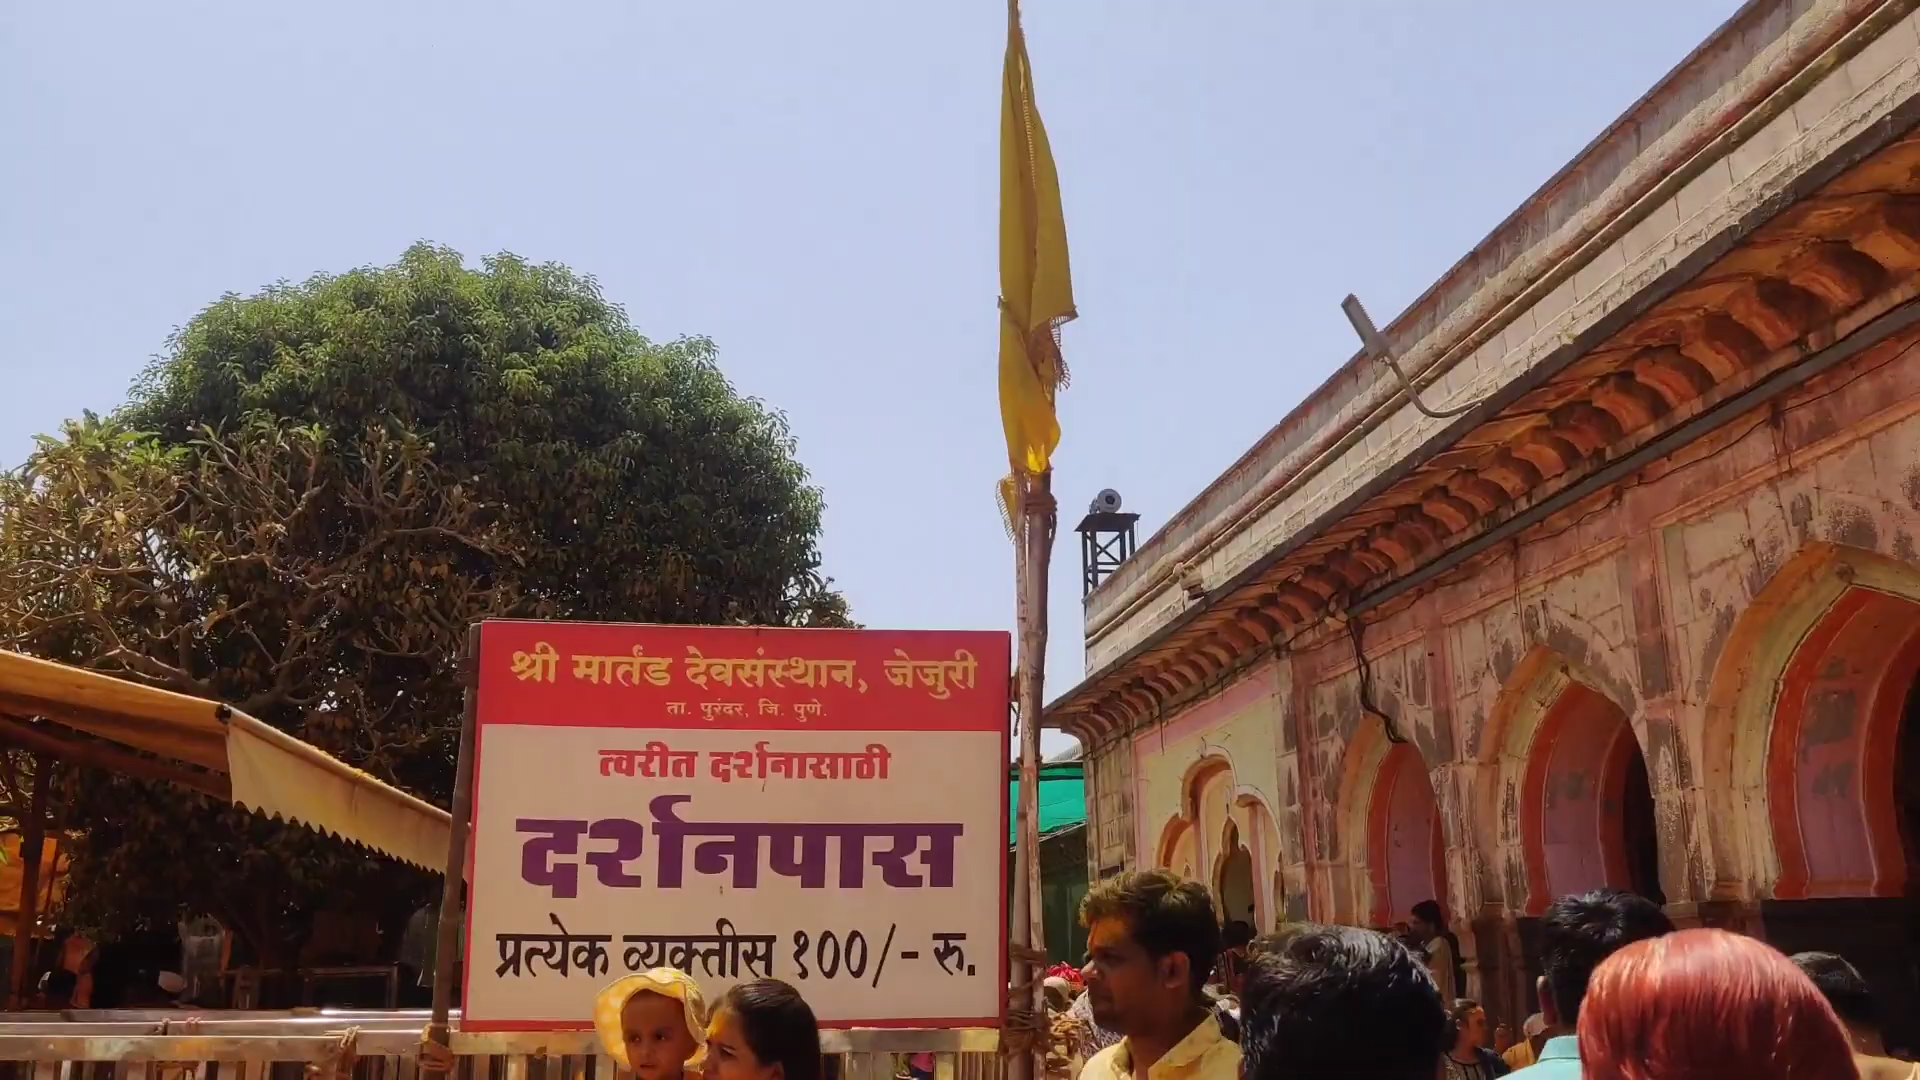 श्री मार्तंड देवसंस्थान, जेजुरी
ता. पुरंदर, जि. पुणे.
त्वरीत दर्शनासाठी
दर्शनपास
प्रत्येक व्यक्तीस १००/- रु.